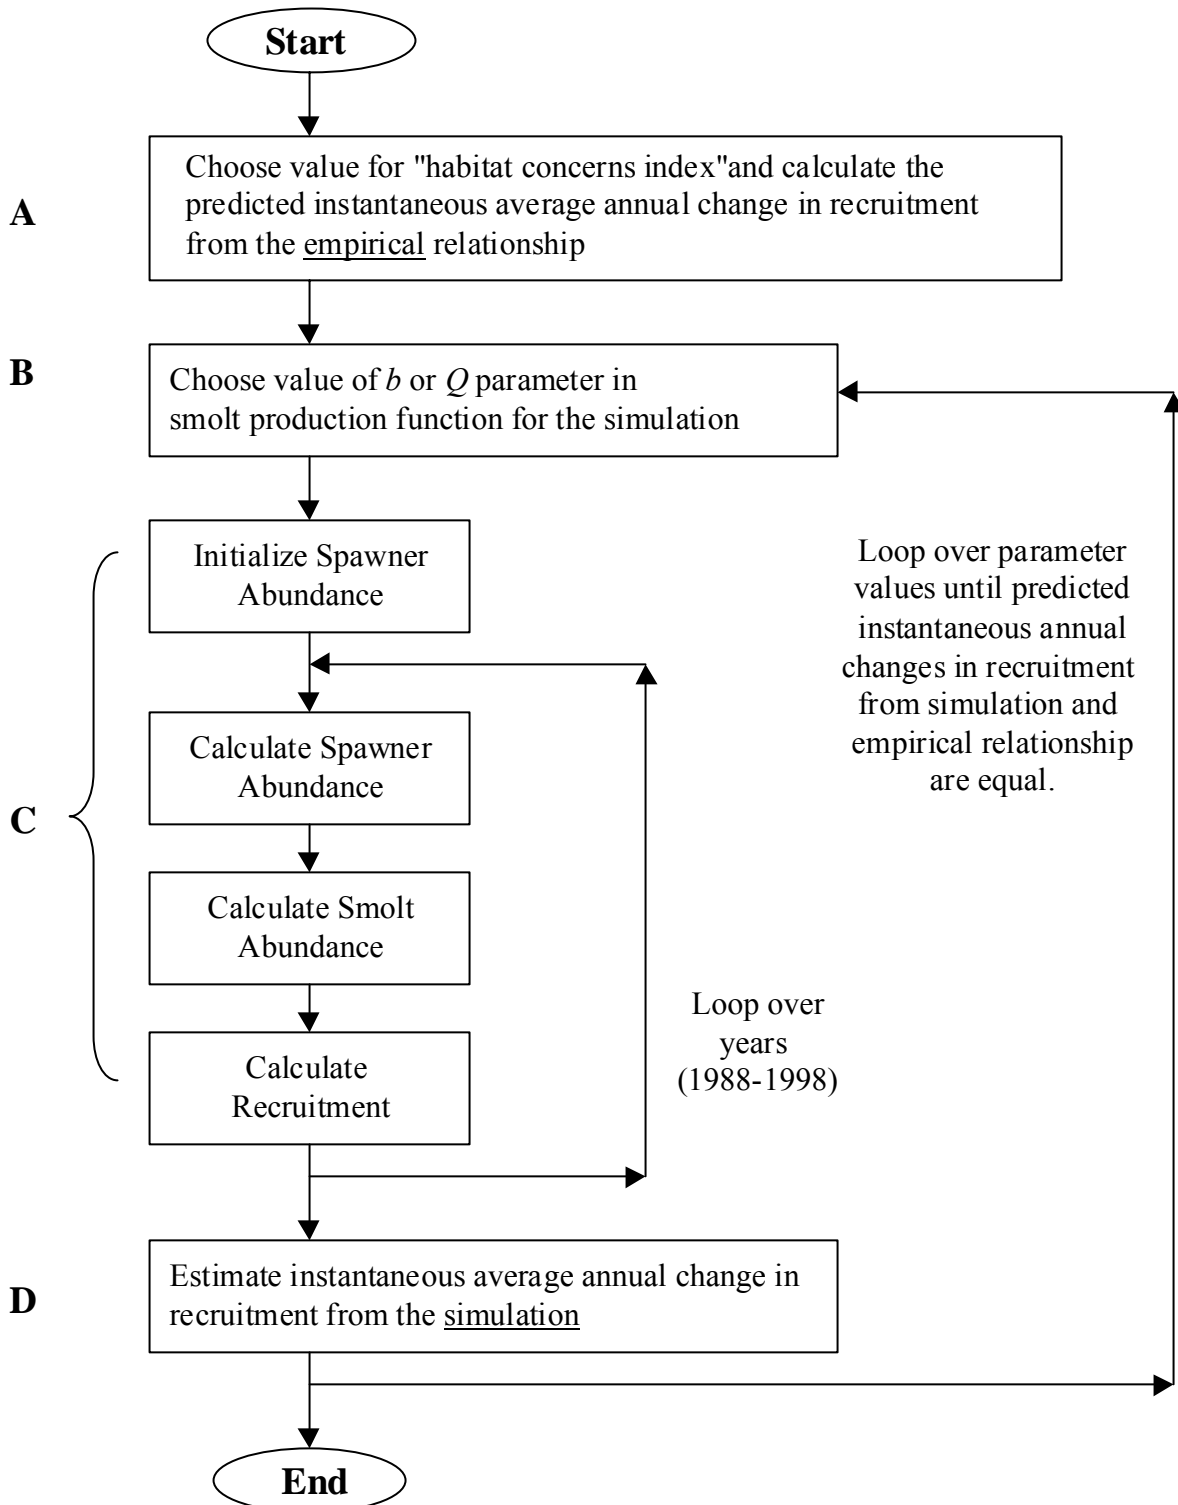 Start
A
Choose value for "habitat concerns index"and calculate the
predicted instantaneous average annual change in recruitment
from the empirical relationship
B
Choose value of b or Q parameter in
smolt production function for the simulation
Initialize Spawner
Abundance
Loop over parameter
values until predicted
instantaneous annual
changes in recruitment
from simulation and
empirical relationship
are equal.
C
Calculate Spawner
Abundance
Calculate Smolt
Abundance
Calculate
Recruitment
Loop over
years
(1988-1998)
D
Estimate instantaneous average annual change in
recruitment from the simulation
End